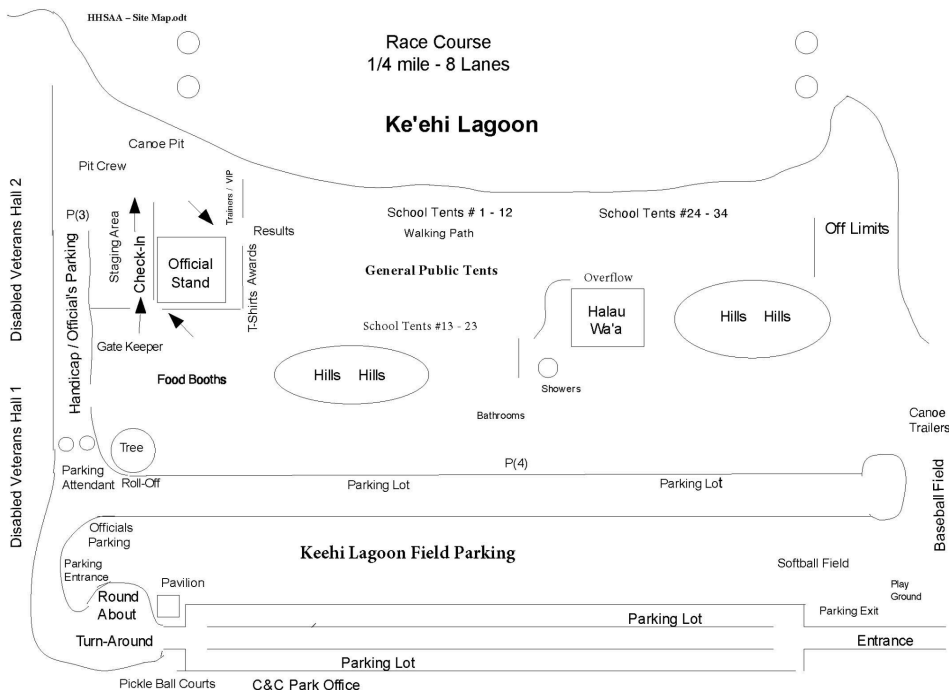 HHSAA – Site Map.odt
Race Course
1/4 mile - 8 Lanes
Ke'ehi Lagoon
Canoe Pit
Pit Crew
Disabled Veterans Hall 2
P(3)
Handicap / Official's Parking
Staging Area
Check-In
Official
Stand
Trainers / VIP
Results
T-Shirts Awards
School Tents # 1 - 12
Walking Path
School Tents #24 - 34
Off Limits
General Public Tents
Overflow
Halau
Wa'a
Hills Hills
School Tents #13 - 23
Gate Keeper
Food Booths
Hills Hills
Showers
Bathrooms
Canoe
Trailers
Disabled Veterans Hall 1
Tree
Parking
Attendant
Roll-Off
P(4)
Parking Lot
Parking Lot
Baseball Field
Officials
Parking
Keehi Lagoon Field Parking
Softball Field
Parking
Entrance
Pavilion
Play
Ground
Round
About
Parking Exit
Parking Lot
Turn-Around
Entrance
Parking Lot
Pickle Ball Courts
C&C Park Office